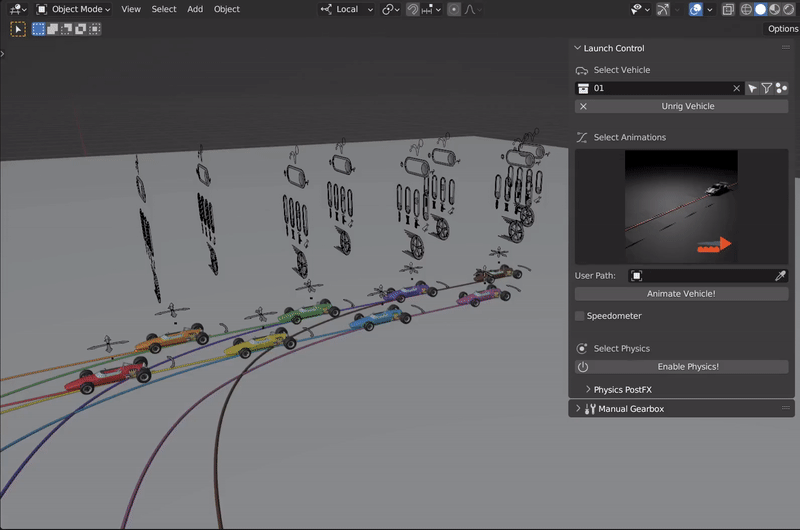 Object Mode View Select Add Object Local
Options
Launch Control
Select Vehicle
01
Unrig Vehicle
Select Animations
User Path:
Animate Vehicle!
Speedometer
Select Physics
Enable Physics!
Physics PostFX
Manual Gearbox